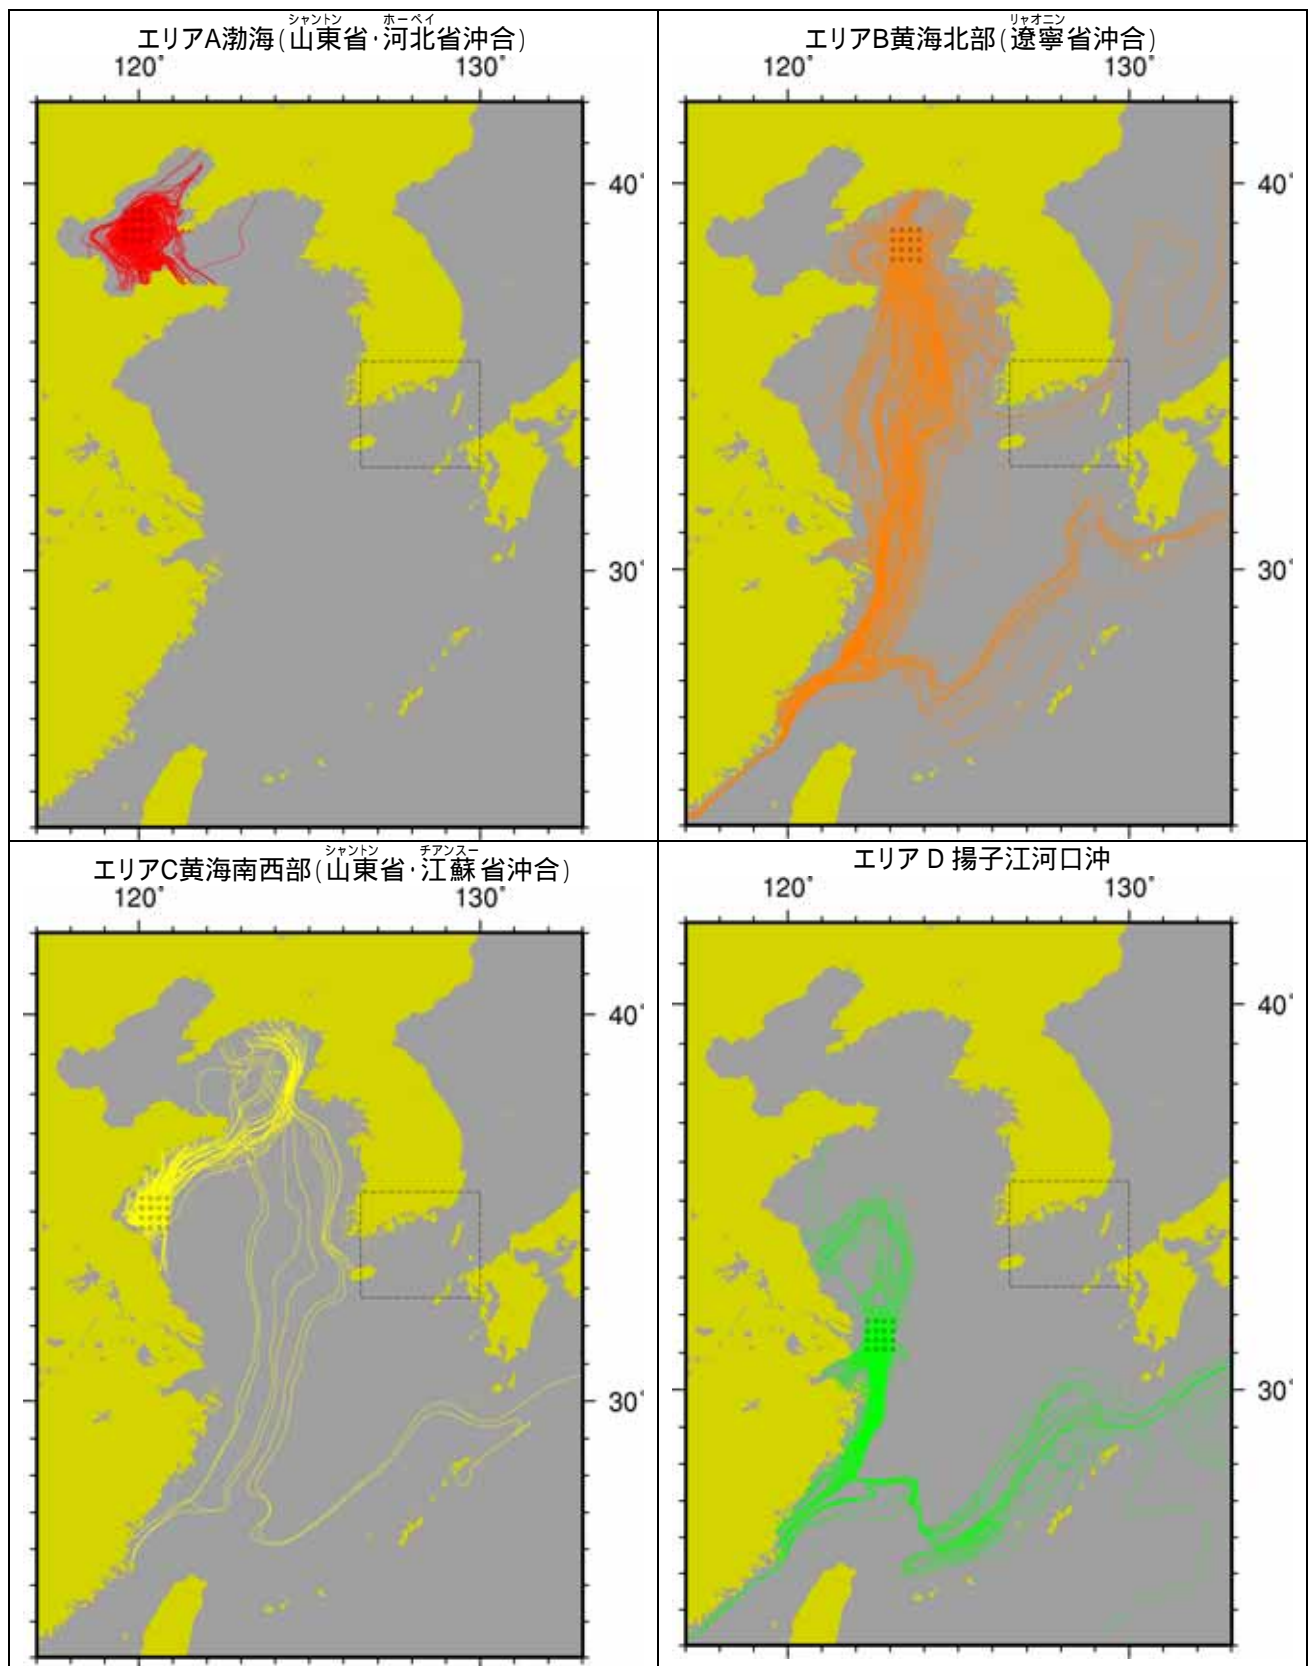 シャントン ホーペイ
エリアA渤海(山東省・河北省沖合)
120° 130°
40°
30°
リャオニン
エリアB黄海北部(遼寧省沖合)
120° 130°
40°
30°
シャントン チアンスー
エリアC黄海南西部(山東省・江蘇省沖合)
120° 130°
40°
30°
エリア D 揚子江河口沖
120° 130°
40°
30°